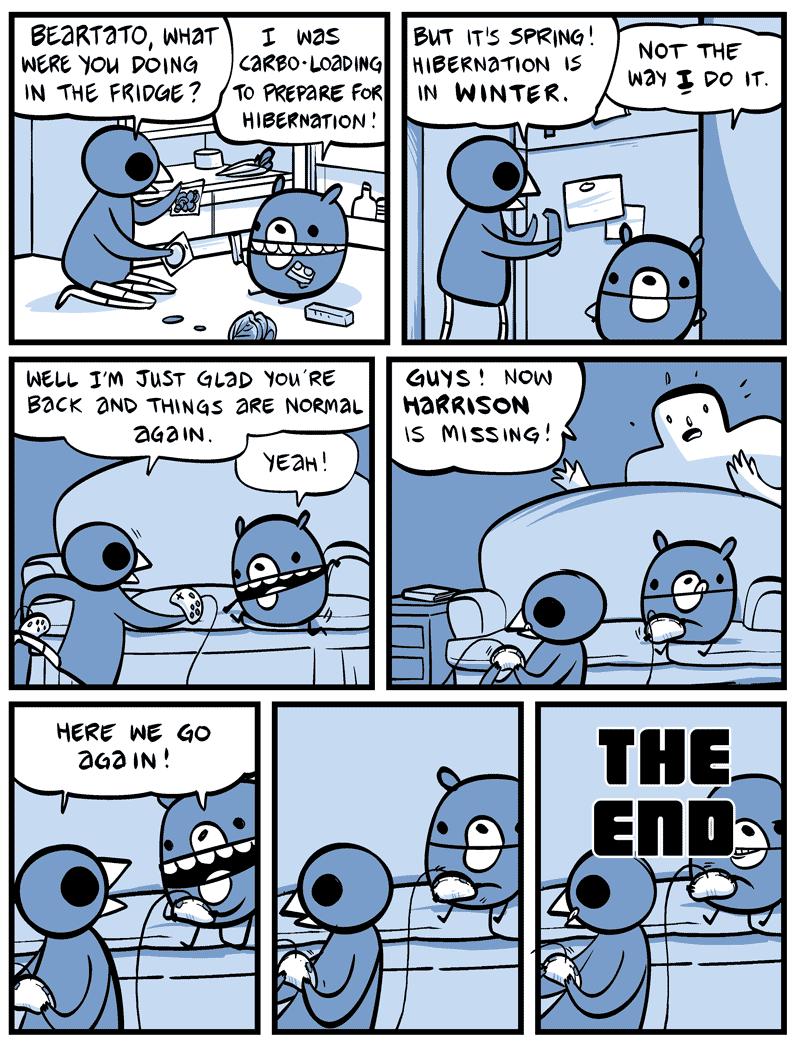 BEARTATO, WHAT
WERE YOU DOING
IN THE FRIDGE?
I WAS
CARBO-LOADING
TO PREPARE FOR
HIBERNATION!
BUT IT'S SPRING!
HIBERNATION IS
IN WINTER.
NOT THE
WAY I DO IT.
WELL I'M JUST GLAD YOU'RE
BACK AND THINGS ARE NORMAL
AGAIN.
YEAH!
GUYS! NOW
HARRISON
IS MISSING!
HERE WE GO
AGAIN!
THE
END